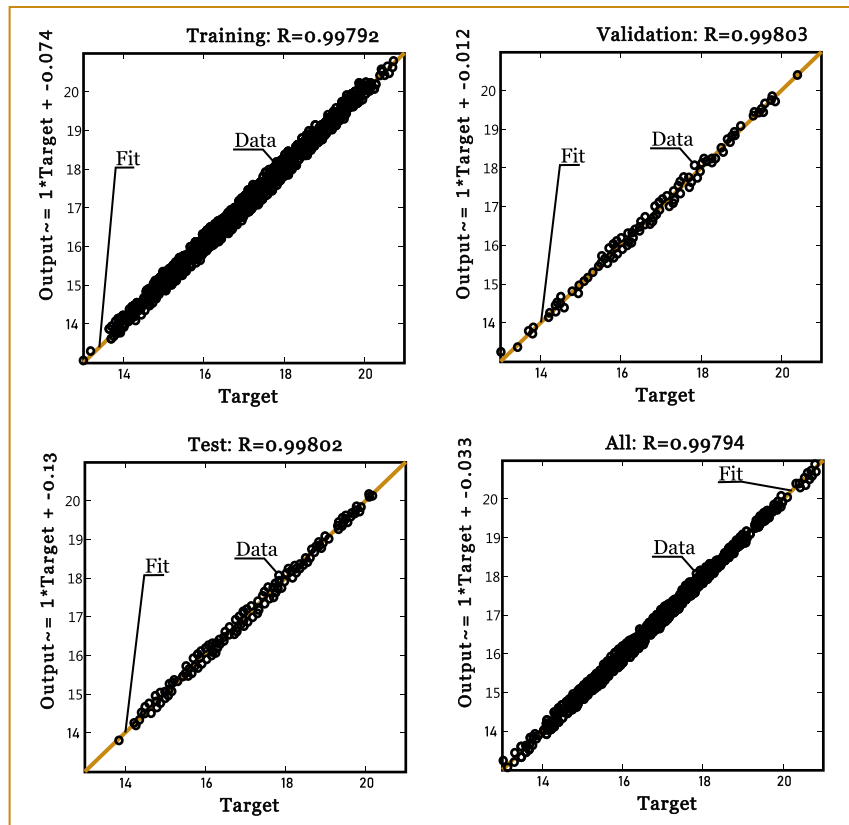 Training: R=0.99792
Output~= 1*Target + -0.074
20
19
18
17
16
15
14
Fit
Data
14
16
18
20
Target
Validation: R=0.99803
Output~= 1*Target + -0.012
20
19
18
17
16
15
14
Data
Fit
14
16
18
20
Target
Test: R=0.99802
Output~= 1*Target + -0.13
20
19
18
17
16
15
14
Data
Fit
14
16
18
20
Target
All: R=0.99794
Output~= 1*Target + -0.033
20
19
18
17
16
15
14
Fit
Data
14
16
18
20
Target